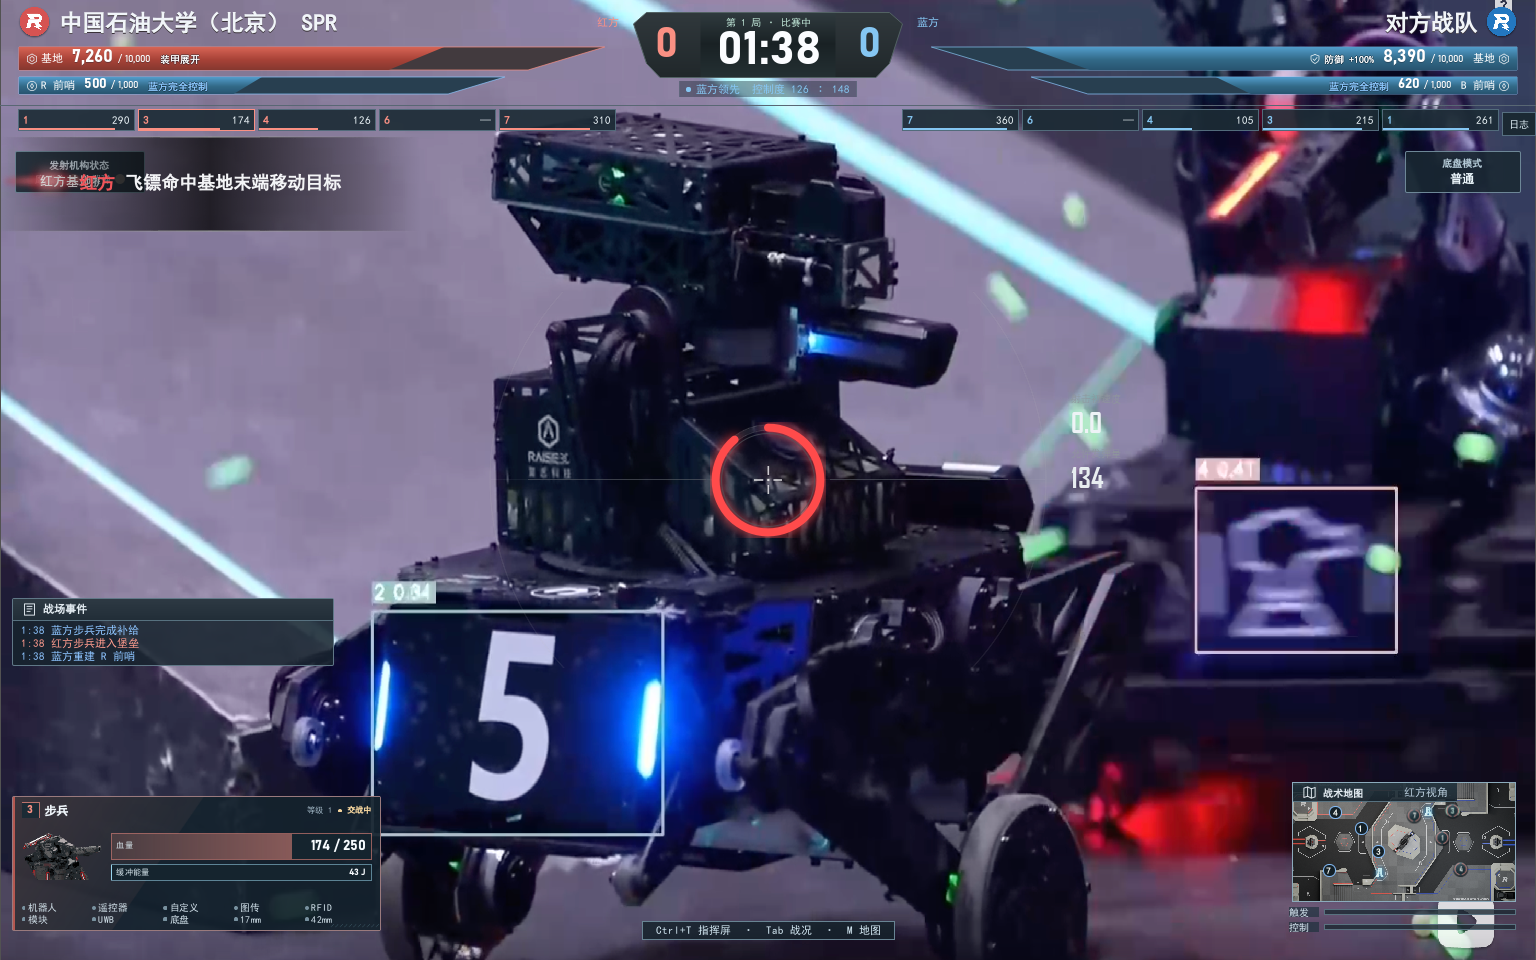 中国石油大学（北京） SPR
红方
0
第 1 局 · 比赛中
01:38
0
蓝方
对方战队
基地 7,260 / 10,000 装甲展开
防御 +100% 8,390 / 10,000 基地
R 前哨 500 / 1,000 蓝方完全控制
蓝方领先 控制度 126 : 148
蓝方完全控制 620 / 1,000 B 前哨
1 290
3 174
4 126
6 —
7 310
7 360
6 —
4 105
3 215
1 261
日志
发射机构状态
红方 飞镖命中基地末端移动目标
底盘模式
普通
RAISE
0.0
134
4 0.41
2 0.84
5
战场事件
1:38 蓝方步兵完成补给
1:38 红方步兵进入堡垒
1:38 蓝方重建 R 前哨
3 步兵
等级 1 交战中
血量 174 / 250
缓冲能量 43 J
机器人 遥控器 自定义 图传 RFID
模块 UWB 底盘 17mm 42mm
Ctrl+T 指挥屏 · Tab 战况 · M 地图
战术地图 红方视角
4
1
3
7
4
触发
控制